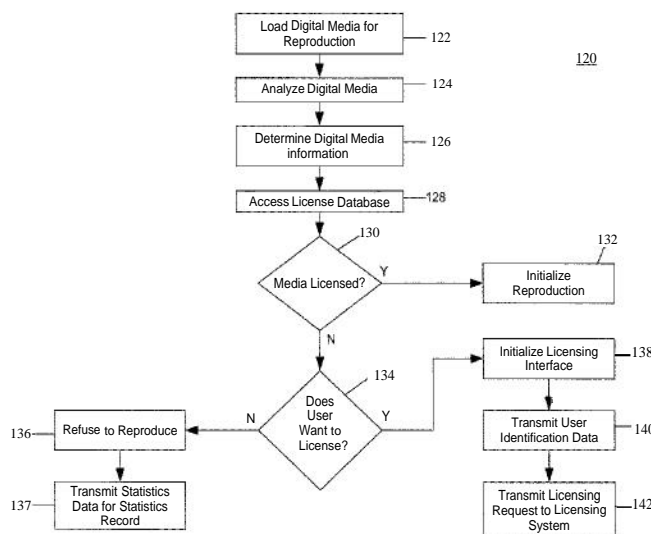 Load Digital Media for
Reproduction
122
120
Analyze Digital Media
124
Determine Digital Media
information
126
Access License Database
128
130
Media Licensed?
Y
132
Initialize
Reproduction
N
134
Does
User
Want to
License?
N
Y
Initialize Licensing
Interface
138
136
Refuse to Reproduce
Transmit User
Identification Data
140
137
Transmit Statistics
Data for Statistics
Record
Transmit Licensing
Request to Licensing
System
142